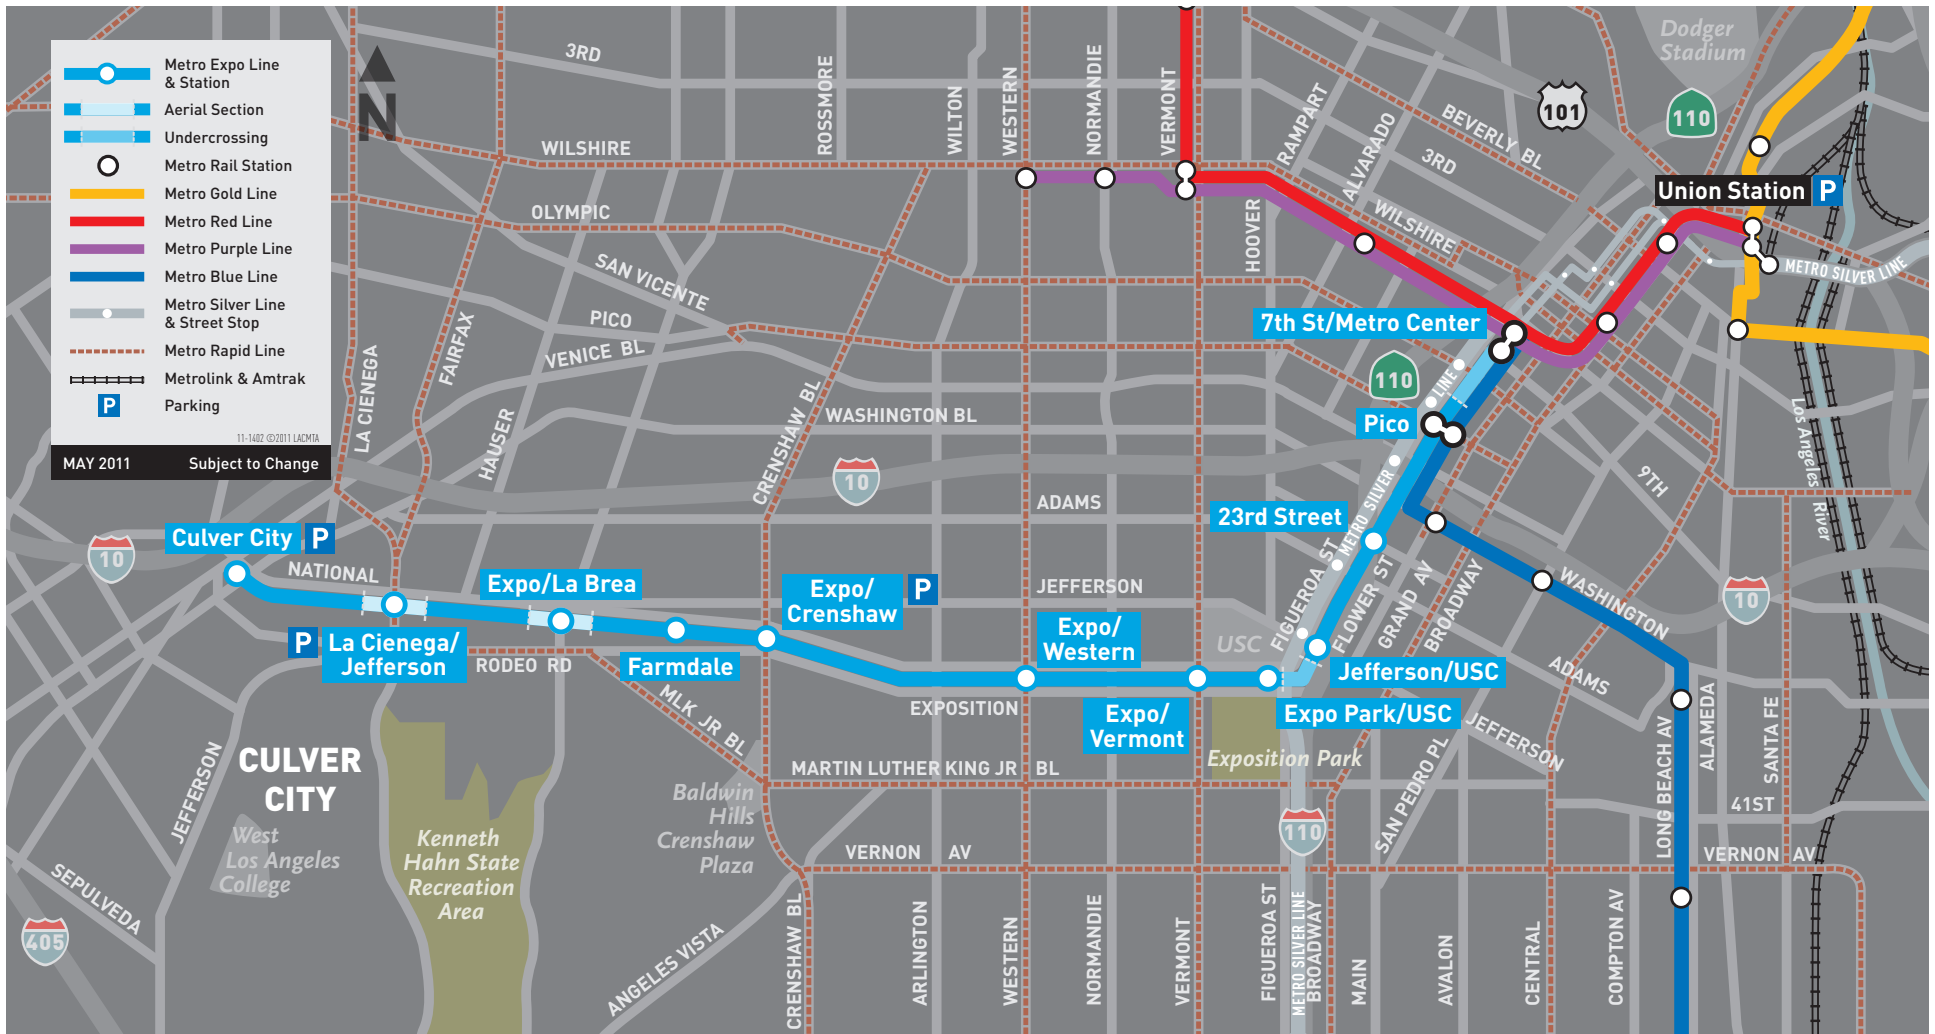 Metro Expo Line
& Station
Aerial Section
Undercrossing
Metro Rail Station
Metro Gold Line
Metro Red Line
Metro Purple Line
Metro Blue Line
Metro Silver Line
& Street Stop
Metro Rapid Line
Metrolink & Amtrak
P
Parking
11-1402 ©2011 LACMTA
MAY 2011
Subject to Change
N
3RD
ROSSMORE
WILTON
WESTERN
NORMANDIE
VERMONT
RAMPART
ALVARADO
101
110
Dodger
Stadium
BEVERLY BL
3RD
WILSHIRE
WILSHIRE
Union Station
P
OLYMPIC
HOOVER
METRO SILVER LINE
SAN VICENTE
PICO
VENICE BL
FAIRFAX
LA CIENEGA
HAUSER
CRENSHAW BL
WASHINGTON BL
7th St/Metro Center
110
LINE
Pico
METRO SILVER
10
ADAMS
9TH
Los Angeles
River
23rd Street
10
Culver City
P
NATIONAL
Expo/La Brea
Expo/
Crenshaw
P
JEFFERSON
FIGUEROA ST
FLOWER ST
GRAND AV
BROADWAY
WASHINGTON
10
P
La Cienega/
Jefferson
RODEO RD
Farmdale
Expo/
Western
USC
Jefferson/USC
ADAMS
MLK JR BL
EXPOSITION
Expo/
Vermont
Expo Park/USC
JEFFERSON
Exposition Park
CULVER
CITY
JEFFERSON
MARTIN LUTHER KING JR BL
SAN PEDRO PL
LONG BEACH AV
ALAMEDA
SANTA FE
41ST
Baldwin
Hills
Crenshaw
Plaza
West
Los Angeles
College
Kenneth
Hahn State
Recreation
Area
110
VERNON AV
VERNON AV
SEPULVEDA
405
ANGELES VISTA
CRENSHAW BL
ARLINGTON
WESTERN
NORMANDIE
VERMONT
FIGUEROA ST
METRO SILVER LINE
BROADWAY
MAIN
AVALON
CENTRAL
COMPTON AV